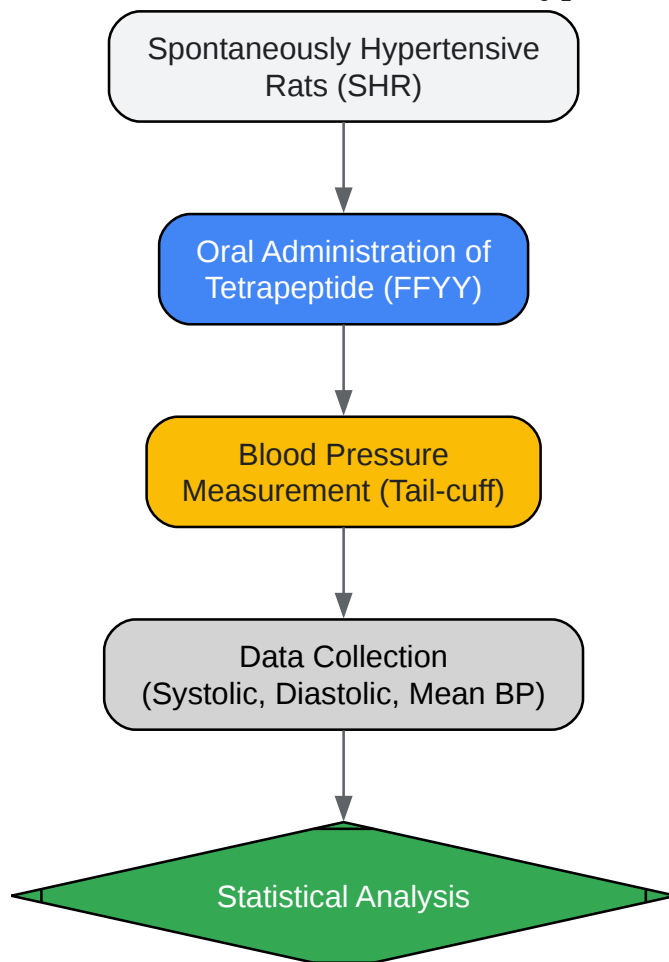 Spontaneously Hypertensive
Rats (SHR)
Oral Administration of
Tetrapeptide (FFYY)
Blood Pressure
Measurement (Tail-cuff)
Data Collection
(Systolic, Diastolic, Mean BP)
Statistical Analysis